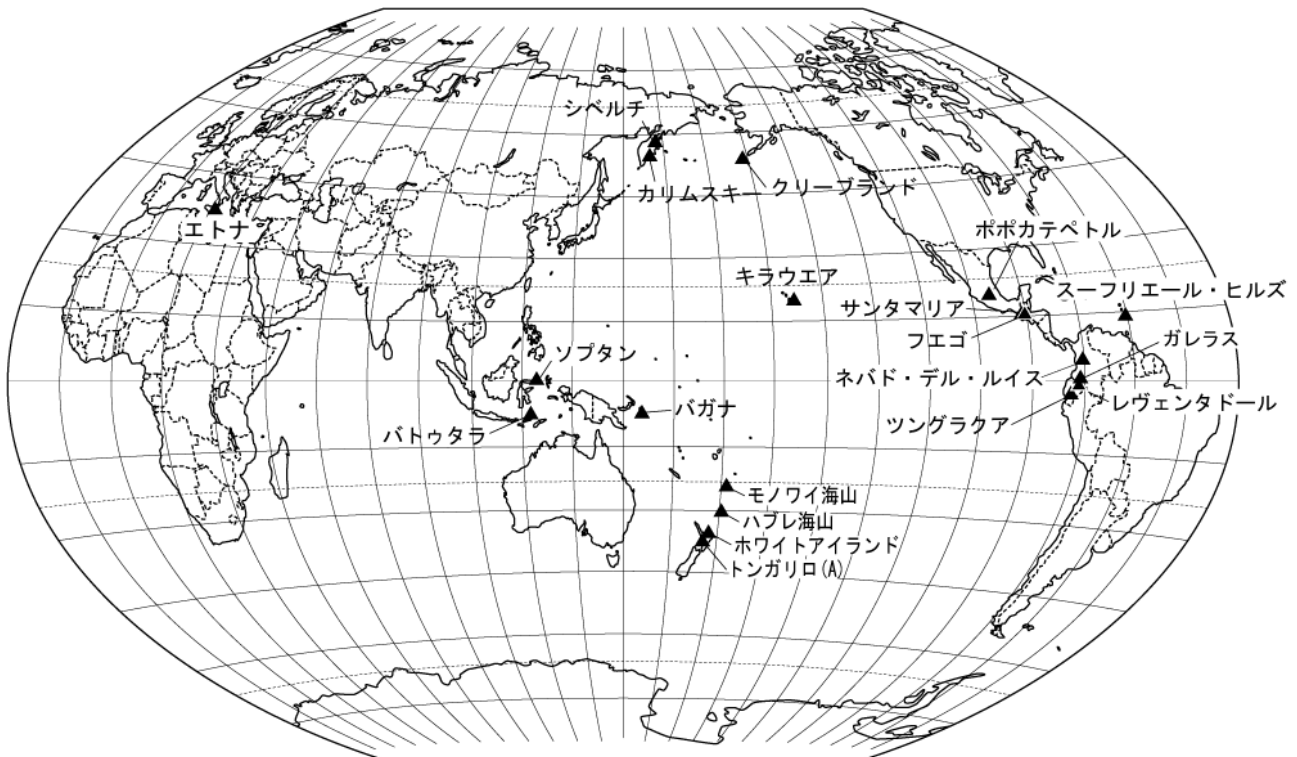 シベルチ
カリムスキー
クリーブランド
エトナ
ポポカテペトル
キラウエア
スーフリエール・ヒルズ
サンタマリア
フエゴ
ガレラス
ソプタン
ネバド・デル・ルイス
レヴェンタドール
バガナ
ツングラクア
バトゥタラ
モノワイ海山
ハブレ海山
ホワイトアイランド
トンガリロ(A)